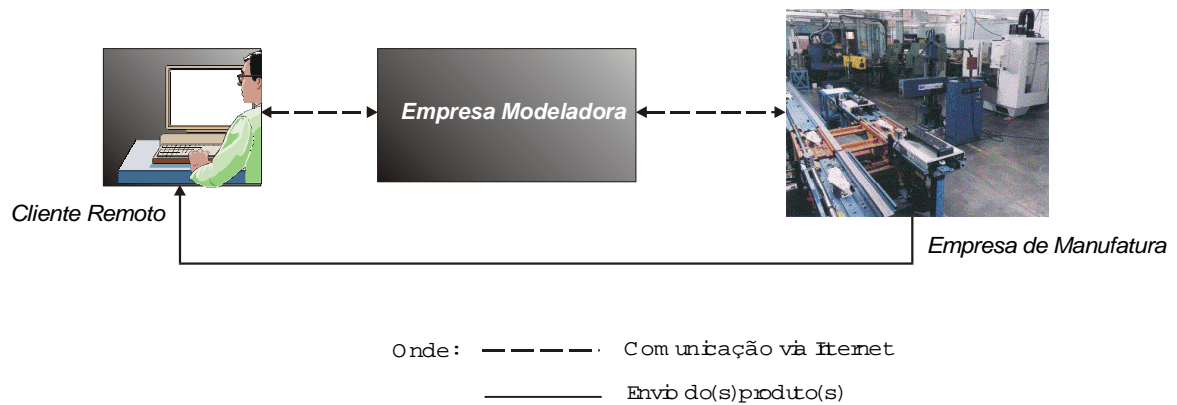 Empresa Modeladora
Cliente Remoto
Empresa de Manufatura
Onde: Comunicação via Internet
Envio do(s) produto(s)